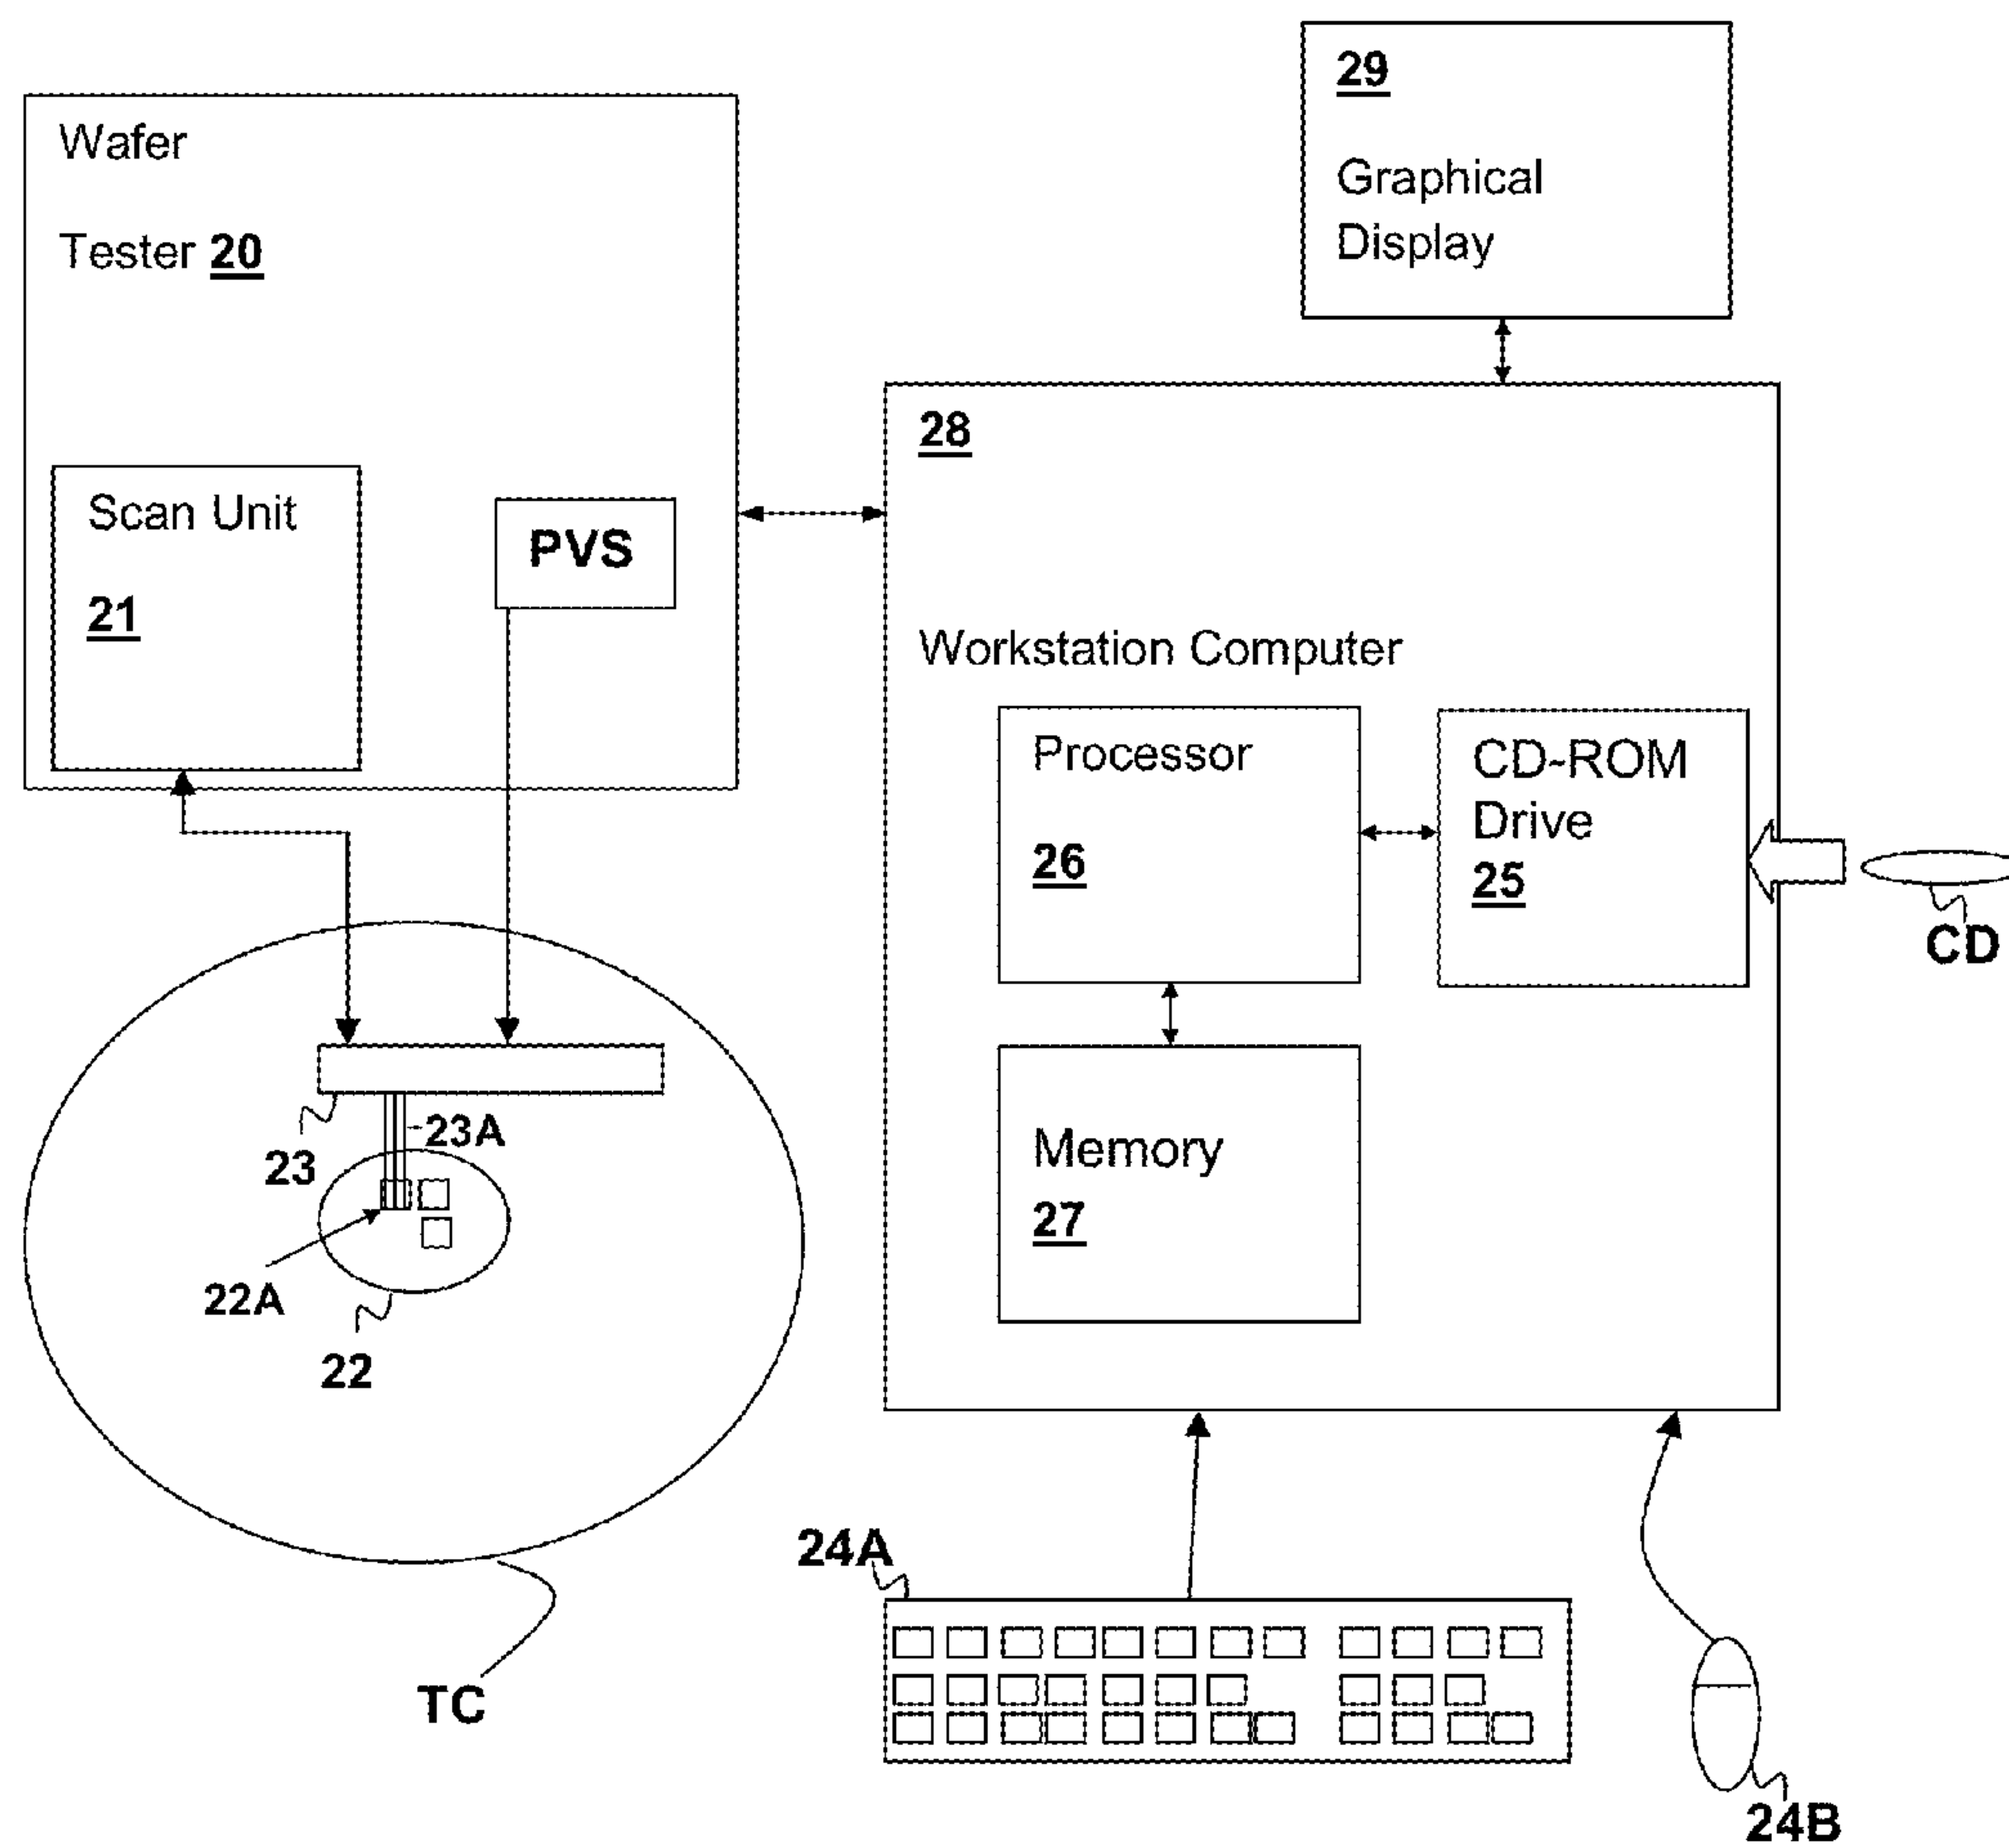 Wafer
Tester 20
Scan Unit
21
PVS
29
Graphical
Display
28
Workstation Computer
Processor
26
CD-ROM
Drive
25
CD
Memory
27
23
23A
22A
22
TC
24A
24B